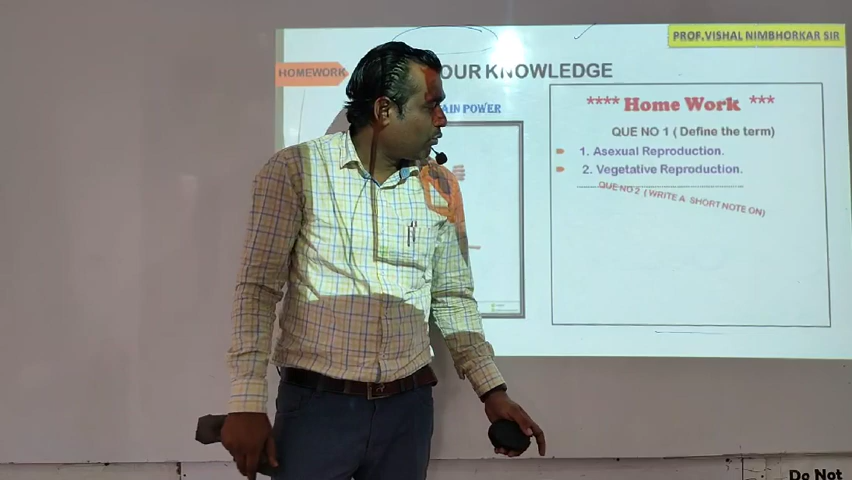 PROF.VISHAL NIMBHORKAR SIR
HOMEWORK
OUR KNOWLEDGE
POWER
**** Home Work ***
QUE NO 1 ( Define the term)
1. Asexual Reproduction.
2. Vegetative Reproduction.
QUE NO 2 ( WRITE A SHORT NOTE ON)
Do Not